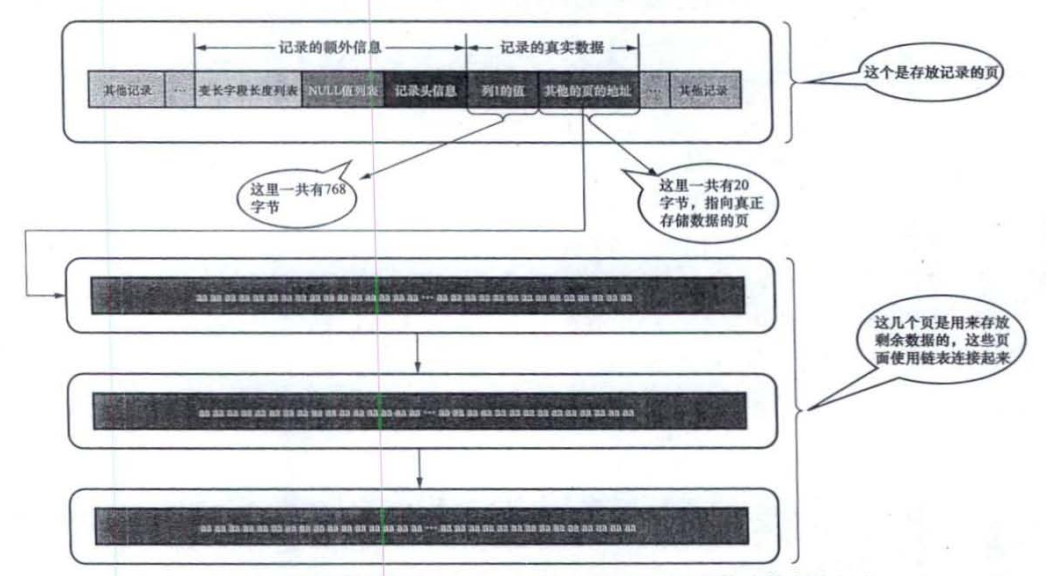 记录的额外信息 记录的真实数据
其他记录 … 变长字段长度列表 NULL值列表 记录头信息 列1的值 其他的页的地址 … 其他记录
这个是存放记录的页
这里一共有768
字节
这里一共有20
字节，指向真正
存储数据的页
aa aa aa aa aa aa aa aa aa aa aa aa aa aa aa aa ··· aa aa aa aa aa aa aa aa aa aa aa aa aa aa
这几个页是用来存放
剩余数据的，这些页
面使用链表连接起来
aa aa aa aa aa aa aa aa aa aa aa aa aa aa aa aa ··· aa aa aa aa aa aa aa aa aa aa aa aa aa aa
aa aa aa aa aa aa aa aa aa aa aa aa aa aa aa aa ··· aa aa aa aa aa aa aa aa aa aa aa aa aa aa